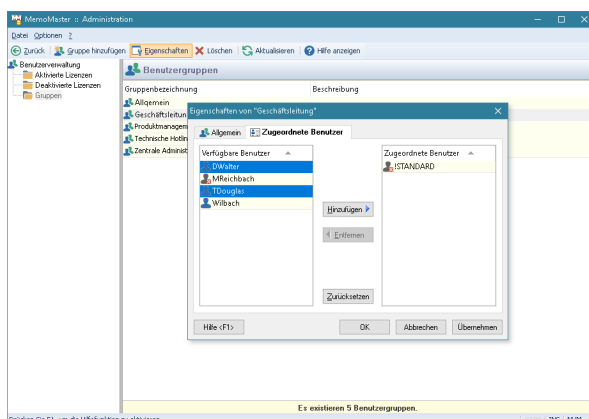 MemoMaster :: Administration
Datei Optionen ?
Zurück Gruppe hinzufügen Eigenschaften Löschen Aktualisieren Hilfe anzeigen
Benutzerverwaltung
Aktivierte Lizenzen
Deaktivierte Lizenzen
Gruppen
Benutzergruppen
Gruppenbezeichnung Beschreibung
Allgemein
Geschäftsleitun
Produktmanagem
Technische Hotlin
Zentrale Administ
Eigenschaften von "Geschäftsleitung"
Allgemein Zugeordnete Benutzer
Verfügbare Benutzer Zugeordnete Benutzer
DWalter !STANDARD
MReichbach
TDouglas
Wilbach
Hinzufügen
Entfernen
Zurücksetzen
Hilfe <F1> OK Abbrechen Übernehmen
Es existieren 5 Benutzergruppen.